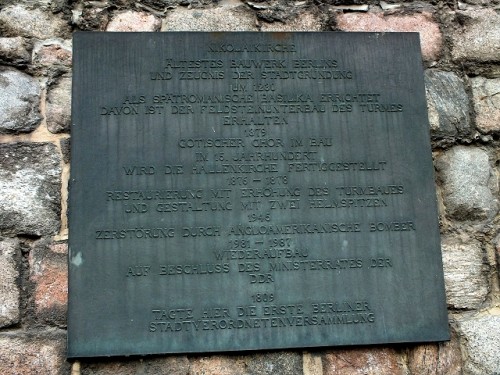 NIKOLAIKIRCHE
ÄLTESTES BAUWERK BERLINS
UND ZEUGNIS DER STADTGRÜNDUNG
UM 1230
ALS SPÄTROMANISCHE BASILIKA ERRICHTET
DAVON IST DER FELDSTEINUNTERBAU DES TURMES
ERHALTEN
1379
GOTISCHER CHOR IM BAU
IM 15. JAHRHUNDERT
WIRD DIE HALLENKIRCHE FERTIGGESTELLT
1876 – 1878
RESTAURIERUNG MIT ERHÖHUNG DES TURMBAUES
UND GESTALTUNG MIT ZWEI HELMSPITZEN
1945
ZERSTÖRUNG DURCH ANGLOAMERIKANISCHE BOMBER
1981 – 1987
WIEDERAUFBAU
AUF BESCHLUSS DES MINISTERRATES DER
DDR
1809
TAGTE HIER DIE ERSTE BERLINER
STADTVERORDNETENVERSAMMLUNG